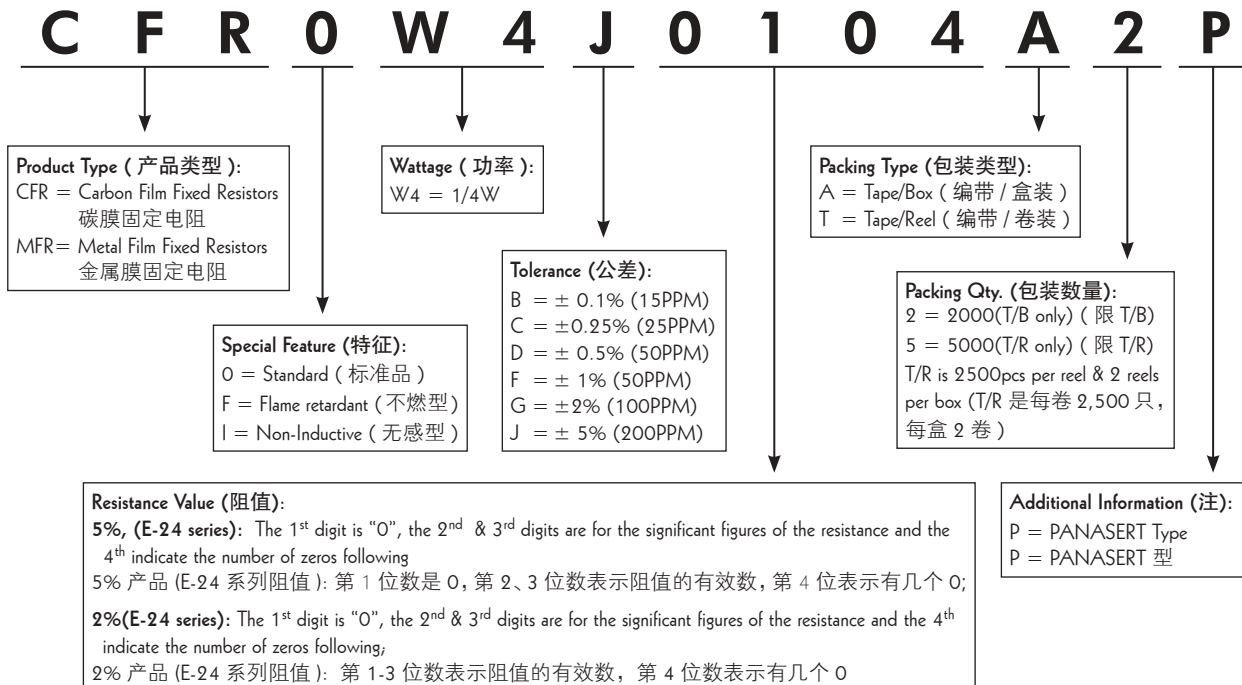 C F R 0 W 4 J 0 1 0 4 A 2 P
Product Type ( 产品类型 ):
CFR = Carbon Film Fixed Resistors
碳膜固定电阻
MFR= Metal Film Fixed Resistors
金属膜固定电阻
Wattage ( 功率 ):
W4 = 1/4W
Packing Type (包装类型):
A = Tape/Box ( 编带 / 盒装 )
T = Tape/Reel ( 编带 / 卷装 )
Special Feature (特征):
0 = Standard ( 标准品 )
F = Flame retardant ( 不燃型 )
I = Non-Inductive ( 无感型 )
Tolerance (公差):
B = ± 0.1% (15PPM)
C = ±0.25% (25PPM)
D = ± 0.5% (50PPM)
F = ± 1% (50PPM)
G = ±2% (100PPM)
J = ± 5% (200PPM)
Packing Qty. (包装数量):
2 = 2000(T/B only) ( 限 T/B)
5 = 5000(T/R only) ( 限 T/R)
T/R is 2500pcs per reel & 2 reels
per box (T/R 是每卷 2,500 只，
每盒 2 卷 )
Resistance Value (阻值):
5%, (E-24 series): The 1st digit is “0”, the 2nd & 3rd digits are for the significant figures of the resistance and the
4th indicate the number of zeros following
5% 产品 (E-24 系列阻值 ): 第 1 位数是 0, 第 2、3 位数表示阻值的有效数, 第 4 位表示有几个 0;
2%(E-24 series): The 1st digit is “0”, the 2nd & 3rd digits are for the significant figures of the resistance and the 4th
indicate the number of zeros following;
2% 产品 (E-24 系列阻值 ): 第 1-3 位数表示阻值的有效数，第 4 位数表示有几个 0
Additional Information (注):
P = PANASERT Type
P = PANASERT 型